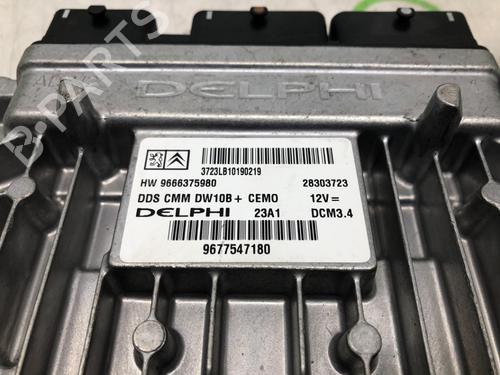 DELPHI
3723LB10190219
HW 9666375980 28303723
DDS CMM DW10B + CEMO 12V =
DELPHI 23A1 DCM3.4
9677547180
B-PARTS